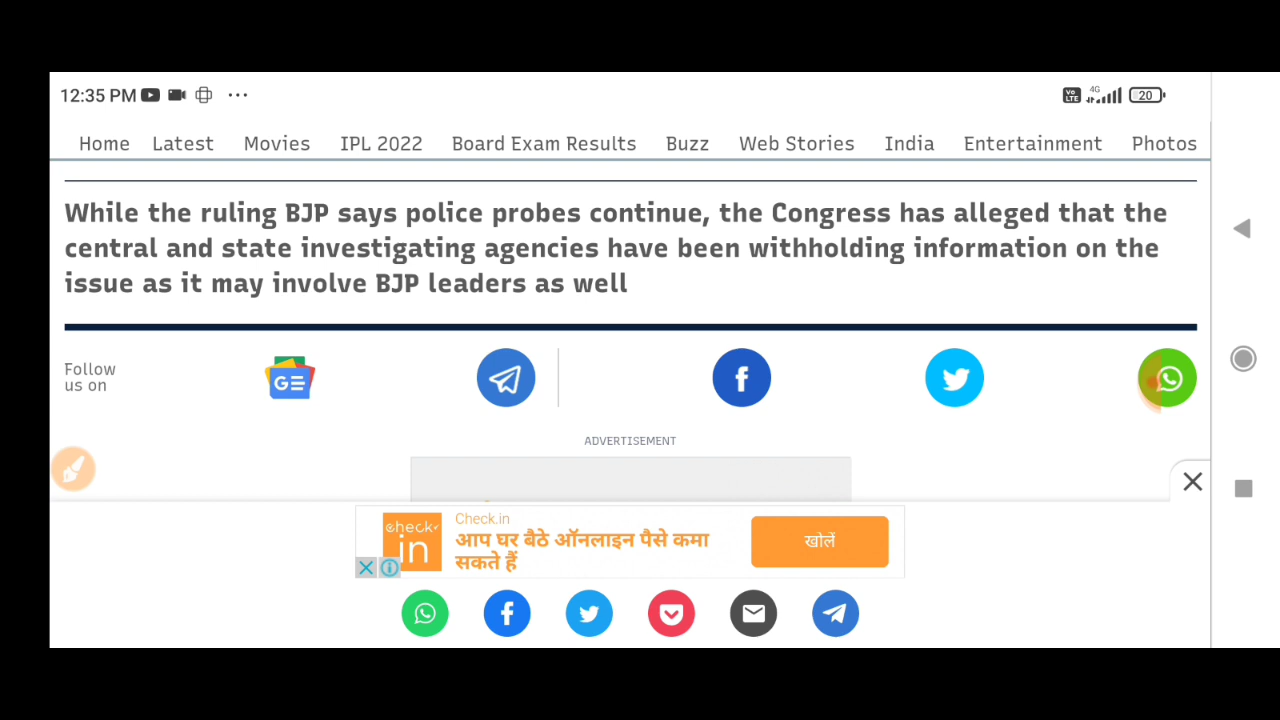 12:35 PM ... Vo LTE 4G 20
Home Latest Movies IPL 2022 Board Exam Results Buzz Web Stories India Entertainment Photos
While the ruling BJP says police probes continue, the Congress has alleged that the
central and state investigating agencies have been withholding information on the
issue as it may involve BJP leaders as well
Follow
us on
GE
f
ADVERTISEMENT
check
in
Check.in
आप घर बैठे ऑनलाइन पैसे कमा
सकते हैं
खोलें
f